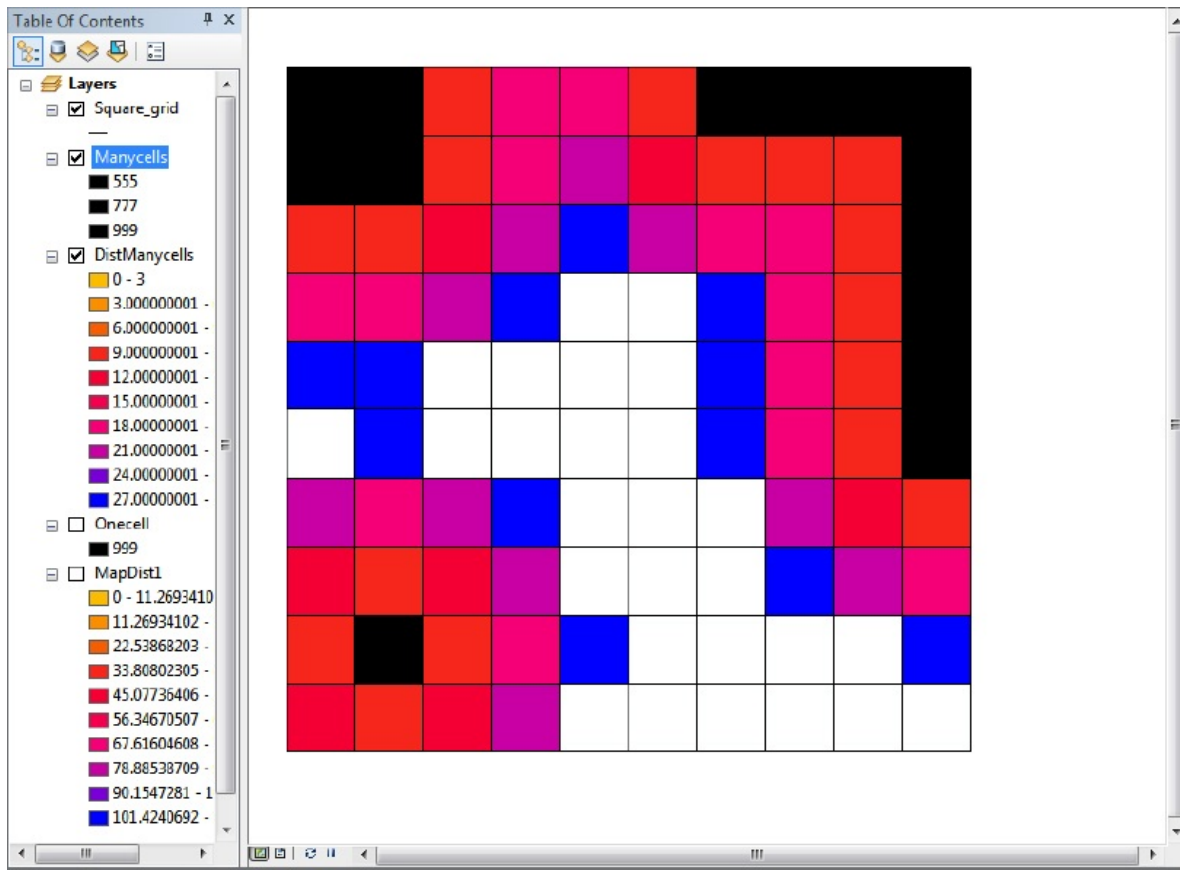 Table Of Contents
Layers
Square_grid
Manycells
555
777
999
DistManycells
0 - 3
3.000000001 -
6.000000001 -
9.000000001 -
12.00000001 -
15.00000001 -
18.00000001 -
21.00000001 -
24.00000001 -
27.00000001 -
Onecell
999
MapDist1
0 - 11.2693410
11.26934102 -
22.53868203 -
33.80802305 -
45.07736406 -
56.34670507 -
67.61604608 -
78.88538709 -
90.1547281 - 1
101.4240692 -